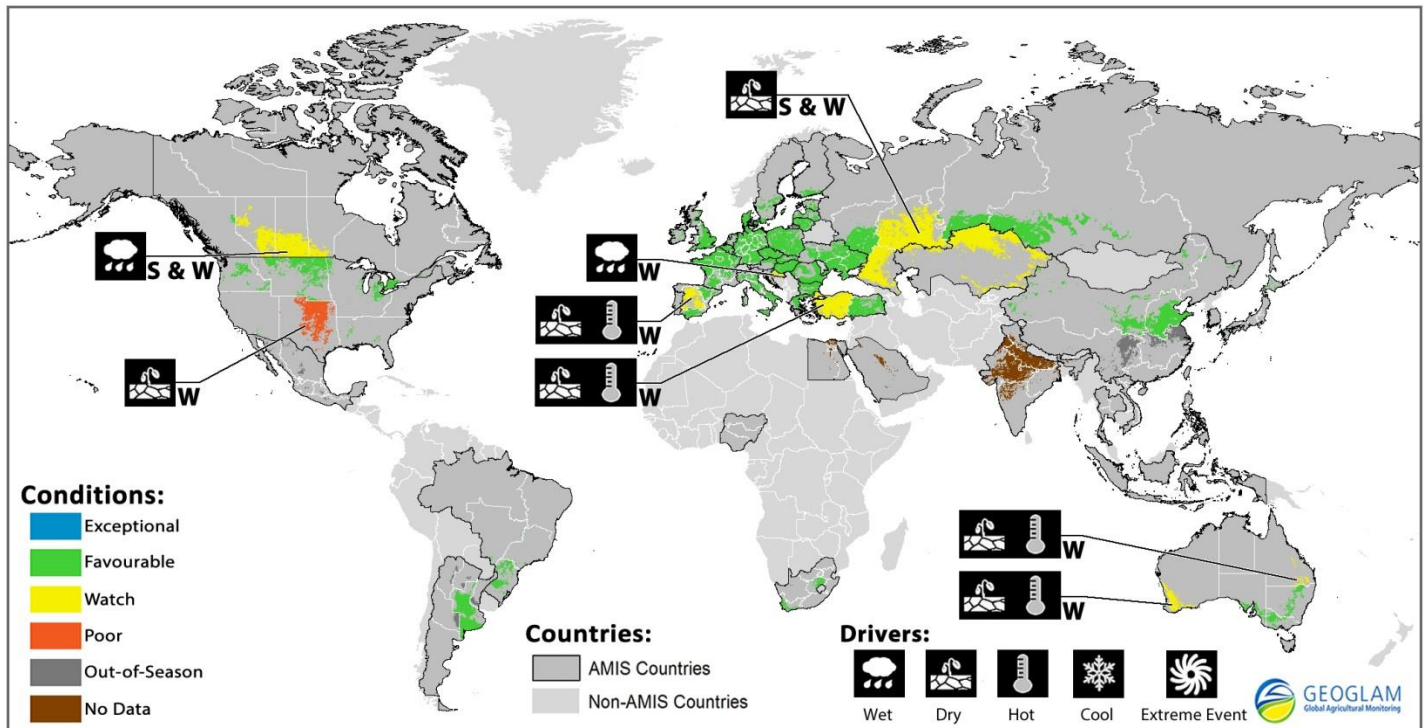 S & W
S & W
W
W
W
W
W
W
Conditions:
Exceptional
Favourable
Watch
Poor
Out-of-Season
No Data
Countries:
AMIS Countries
Non-AMIS Countries
Drivers:
Wet
Dry
Hot
Cool
Extreme Event
GEOGLAM
Global Agricultural Monitoring